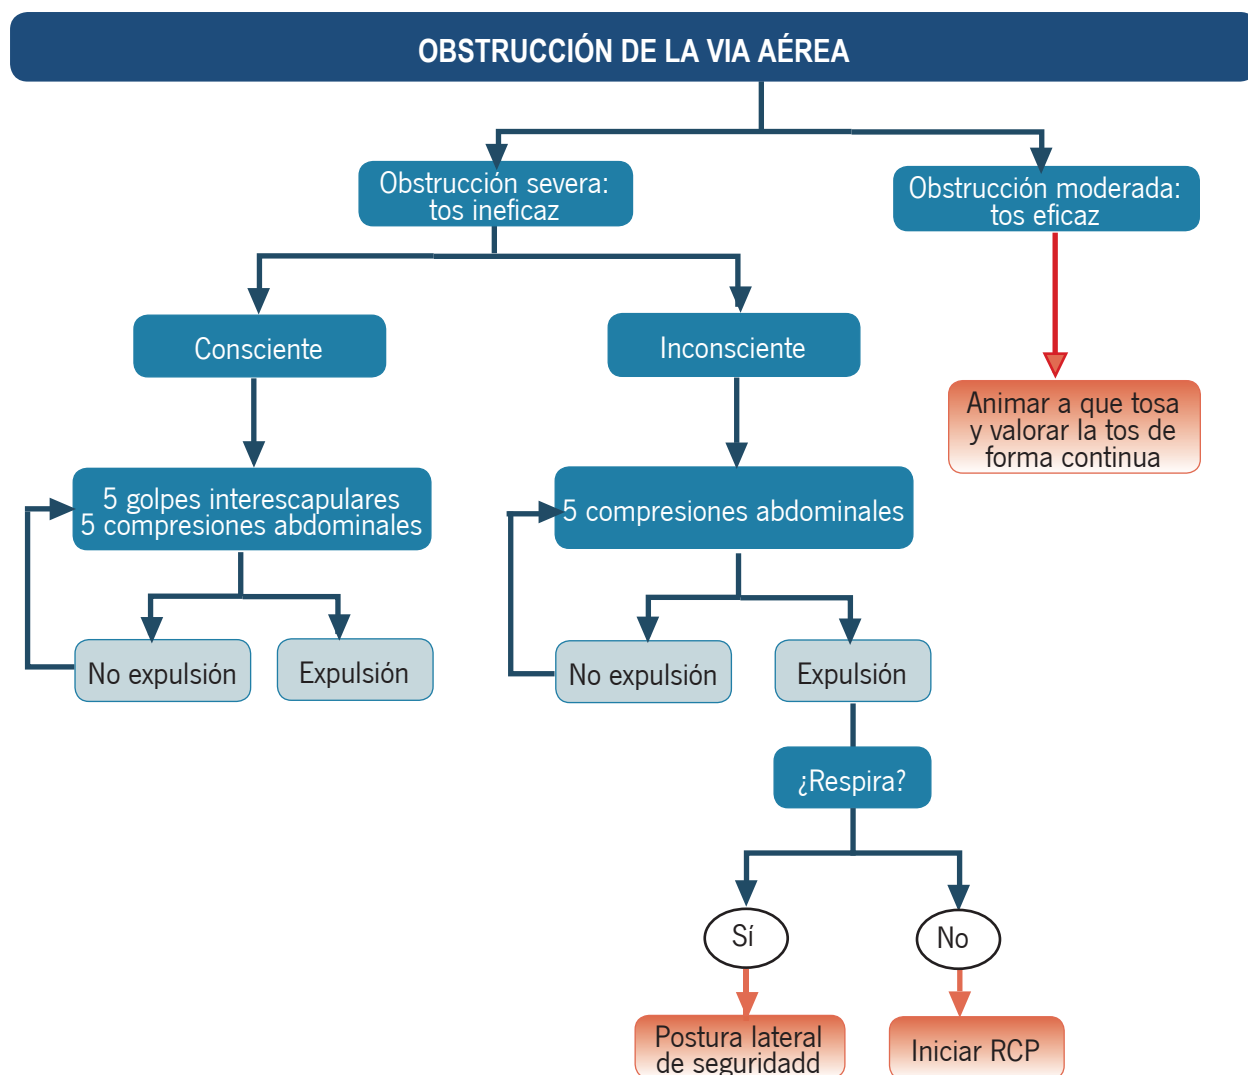 OBSTRUCCIÓN DE LA VIA AÉREA
Obstrucción severa:
tos ineficaz
Obstrucción moderada:
tos eficaz
Consciente
Inconsciente
Animar a que tosa
y valorar la tos de
forma continua
5 golpes interescapulares
5 compresiones abdominales
5 compresiones abdominales
No expulsión
Expulsión
No expulsión
Expulsión
¿Respira?
Sí
No
Postura lateral
de seguridadd
Iniciar RCP